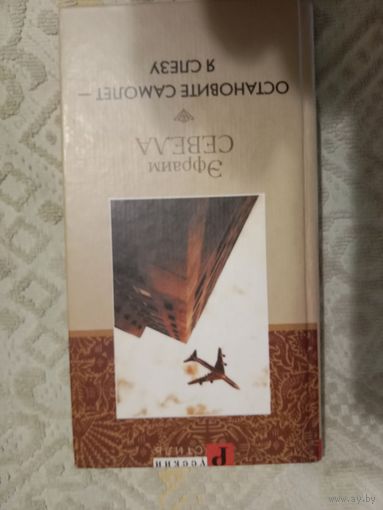 Эфраим
СЕВЕЛА
ОСТАНОВИТЕ САМОЛЕТ —
Я СЛЕЗУ
РУССКИЙ
СТИЛЬ
www.ay.by